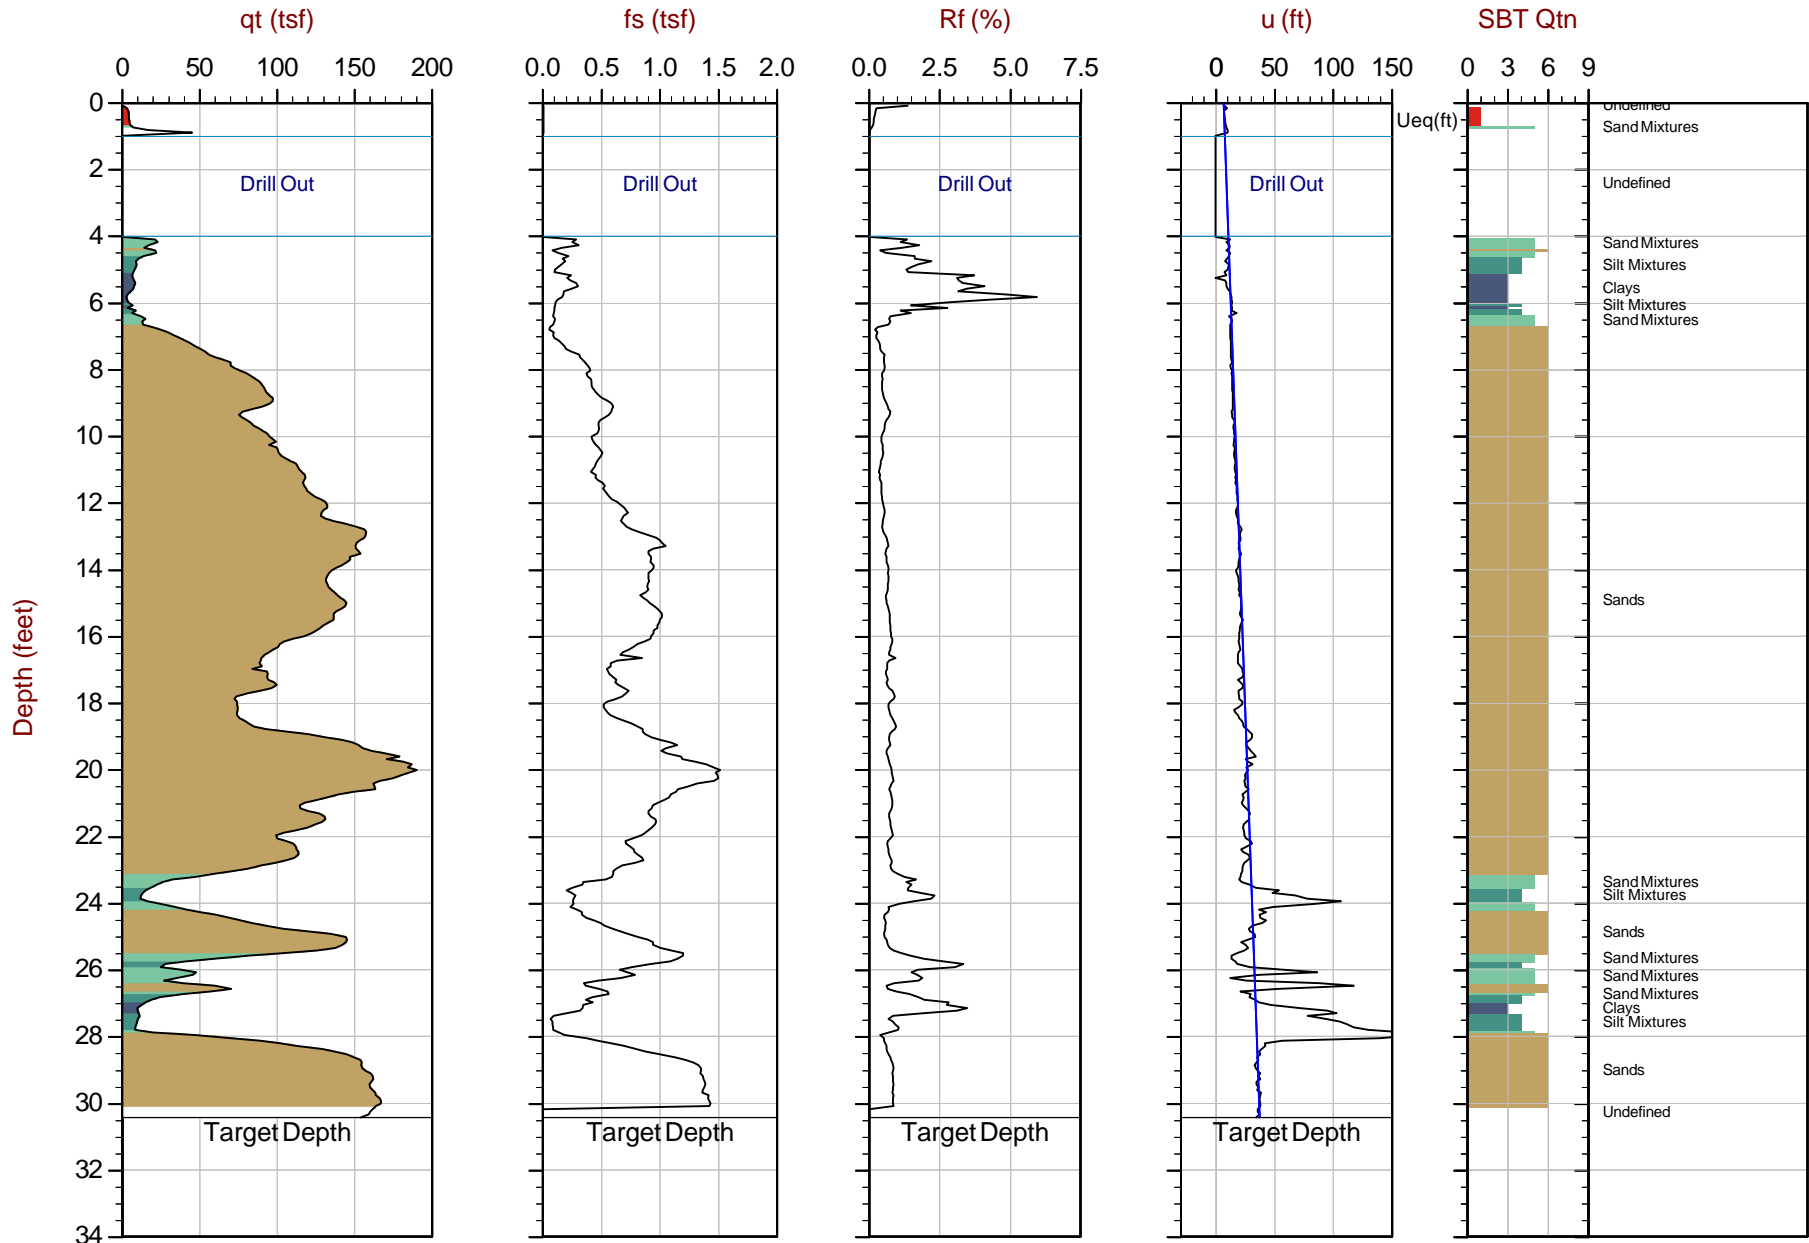 qt (tsf) fs (tsf) Rf (%) u (ft) SBT Qtn
0 50 100 150 200 0.0 0.5 1.0 1.5 2.0 0.0 2.5 5.0 7.5 0 50 100 150 0 3 6 9
0 Undefined
Ueq(ft) Sand Mixtures
2 Drill Out Drill Out Drill Out Drill Out Undefined
4 Sand Mixtures
Silt Mixtures
Clays
6 Silt Mixtures
Sand Mixtures
8
10
12
14
Sands
16
Depth (feet)
18
20
22
Sand Mixtures
24 Silt Mixtures
Sands
26 Sand Mixtures
Sand Mixtures
Sand Mixtures
Clays
28 Silt Mixtures
Sands
30 Undefined
Target Depth Target Depth Target Depth Target Depth
32
34